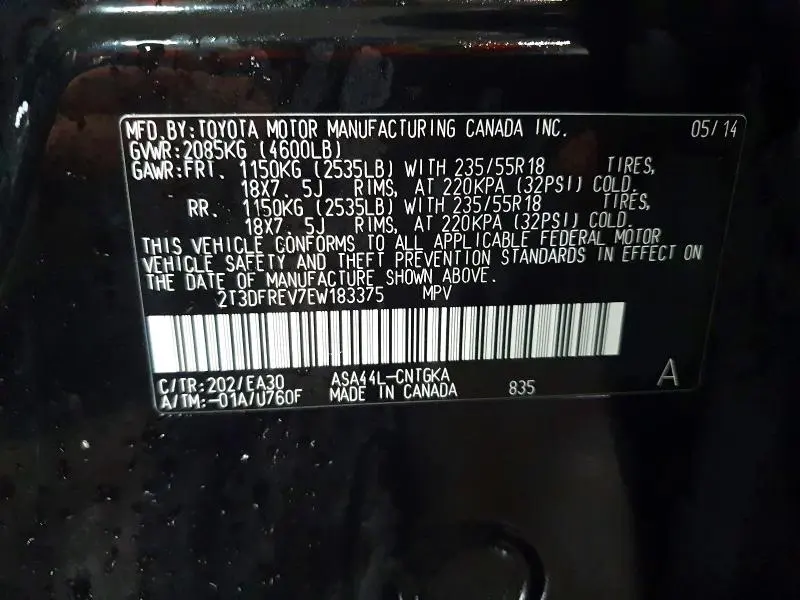 MFD.BY:TOYOTA MOTOR MANUFACTURING CANADA INC. 05/14
GVWR:2085KG (4600LB)
GAWR:FRT. 1150KG (2535LB) WITH 235/55R18 TIRES,
18X7. 5J RIMS, AT 220KPA (32PSI) COLD.
RR. 1150KG (2535LB) WITH 235/55R18 TIRES,
18X7. 5J RIMS, AT 220KPA (32PSI) COLD.
THIS VEHICLE CONFORMS TO ALL APPLICABLE FEDERAL MOTOR
VEHICLE SAFETY AND THEFT PREVENTION STANDARDS IN EFFECT ON
THE DATE OF MANUFACTURE SHOWN ABOVE.
2T3DFREV7EW183375 MPV
C/TR:202/EA30 ASA44L-CNTGKA A
A/TM:-01A/U760F MADE IN CANADA 835